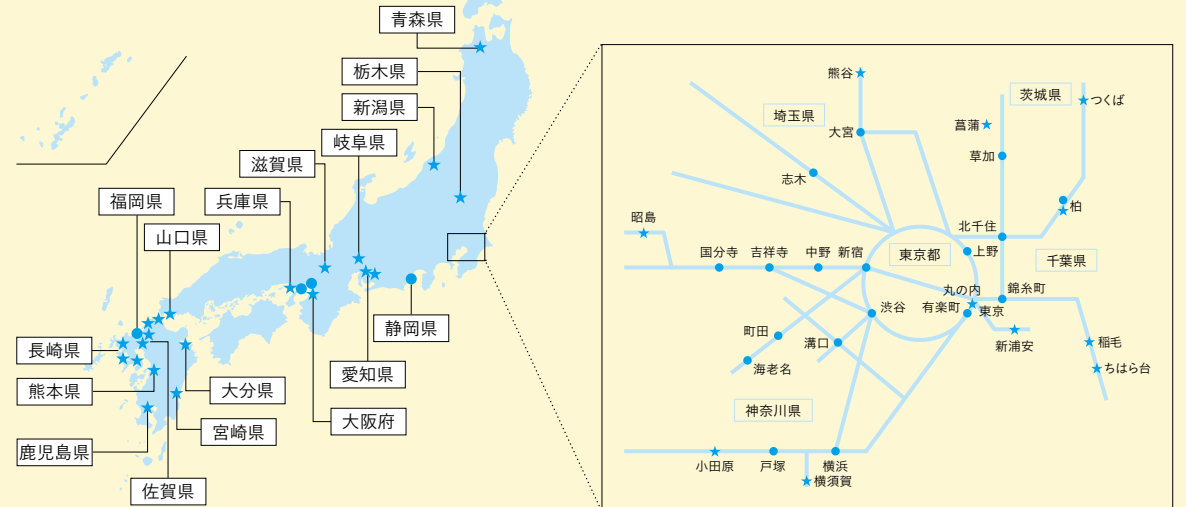 青森県
栃木県
新潟県
岐阜県
滋賀県
兵庫県
福岡県
山口県
長崎県
熊本県
鹿児島県
佐賀県
宮崎県
大分県
大阪府
愛知県
静岡県
熊谷
埼玉県
大宮
志木
茨城県
つくば
菖蒲
草加
柏
北千住
昭島
国分寺
吉祥寺
中野
新宿
東京都
上野
千葉県
丸の内
錦糸町
有楽町
東京
渋谷
新浦安
稲毛
ちはら台
町田
溝口
海老名
神奈川県
小田原
戸塚
横浜
横須賀